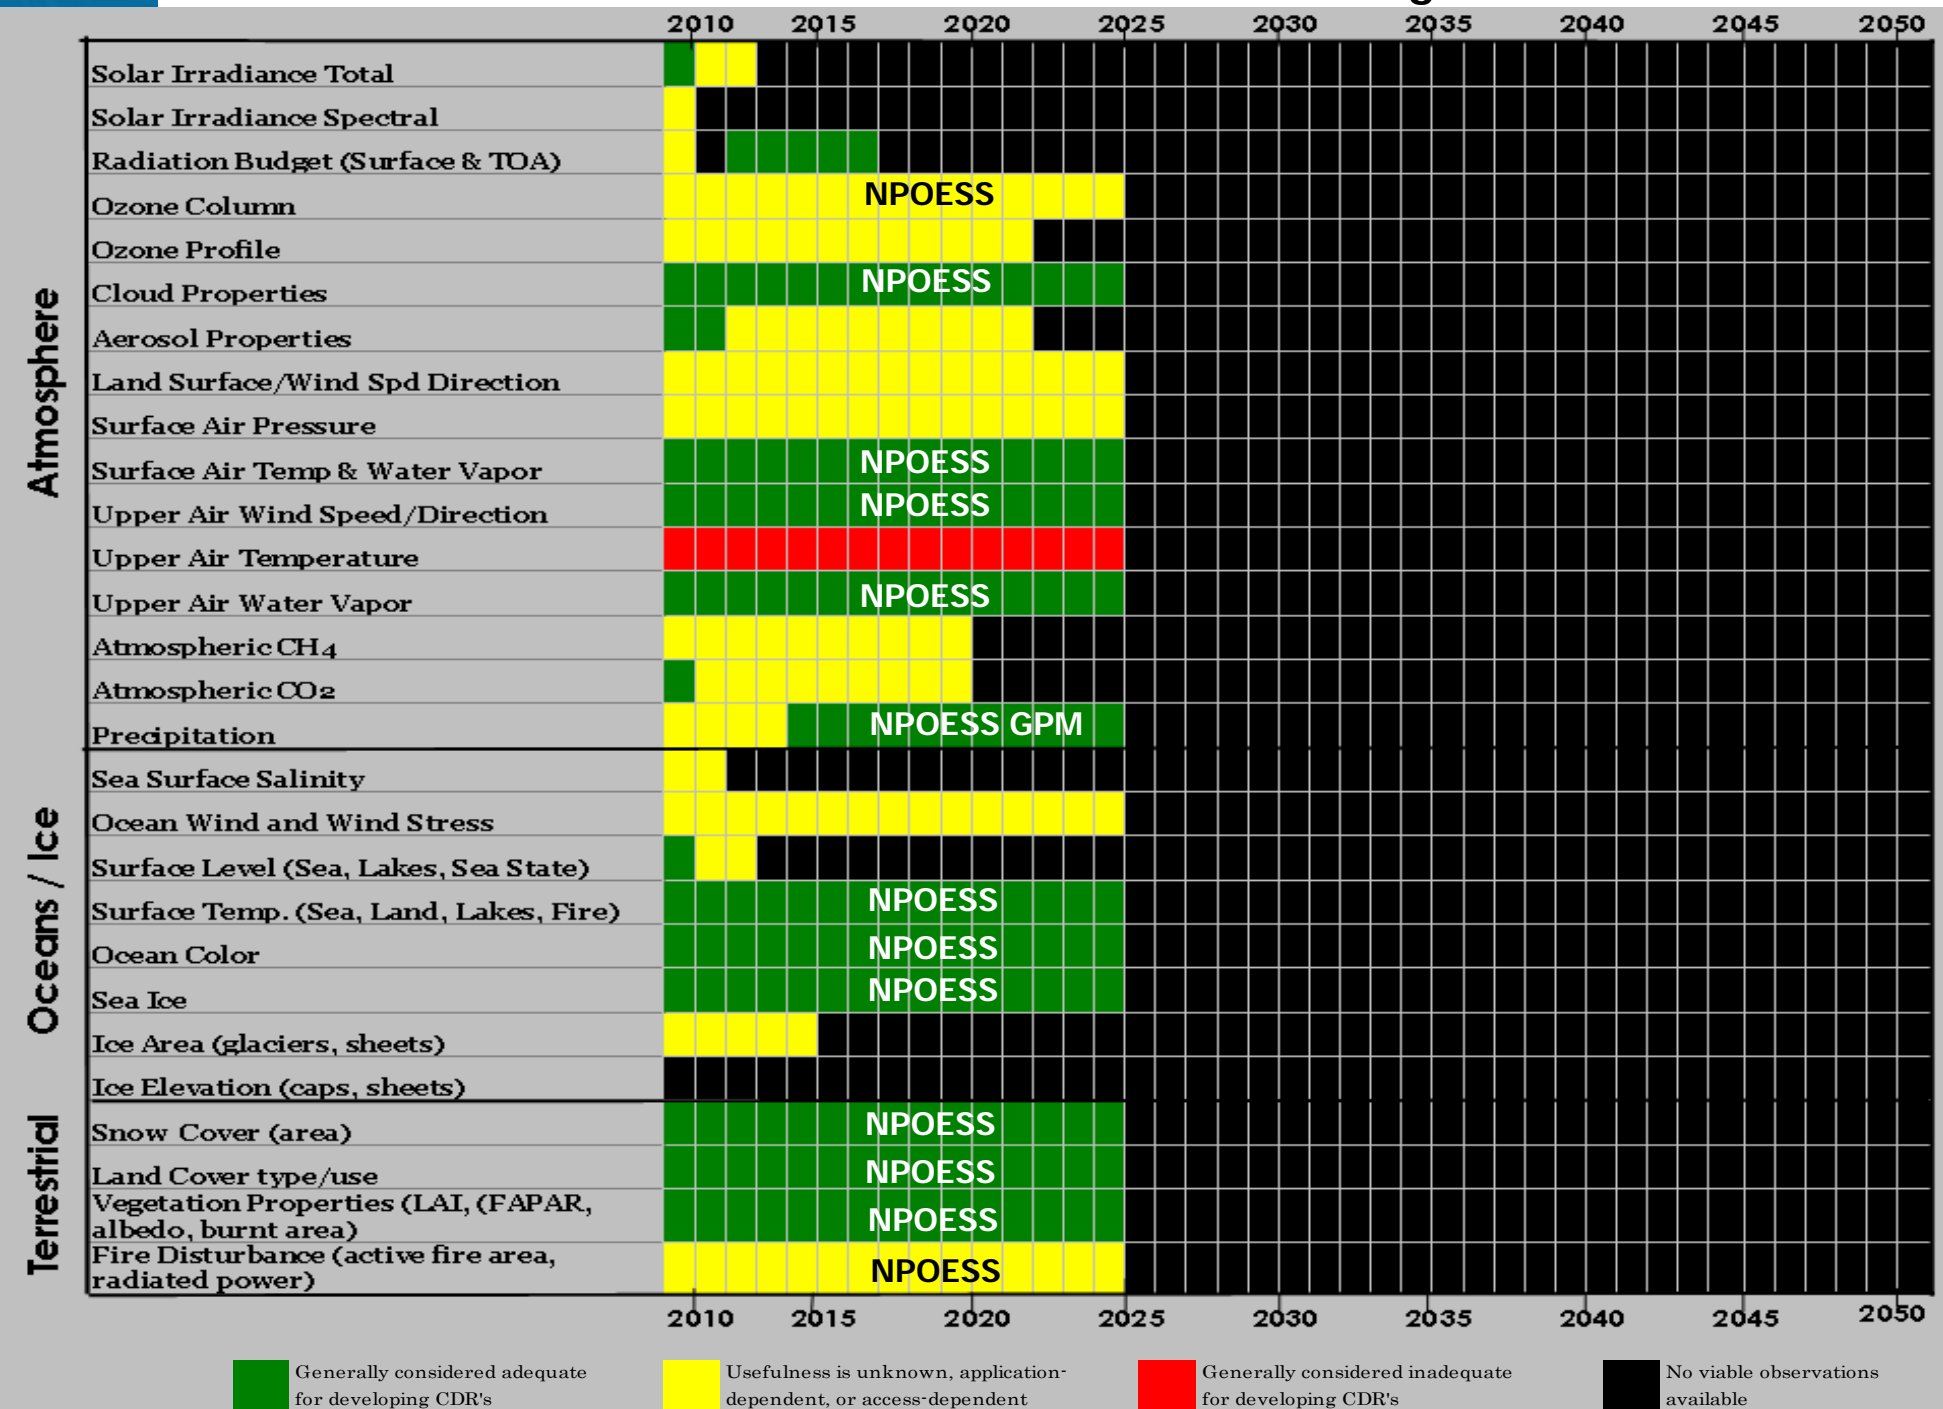 2010 2015 2020 2025 2030 2035 2040 2045 2050
Atmosphere
Solar Irradiance Total
Solar Irradiance Spectral
Radiation Budget (Surface & TOA)
Ozone Column NPOESS
Ozone Profile
Cloud Properties NPOESS
Aerosol Properties
Land Surface/Wind Spd Direction
Surface Air Pressure
Surface Air Temp & Water Vapor NPOESS
Upper Air Wind Speed/Direction NPOESS
Upper Air Temperature
Upper Air Water Vapor NPOESS
Atmospheric CH4
Atmospheric CO2
Precipitation NPOESS GPM
Oceans / Ice
Sea Surface Salinity
Ocean Wind and Wind Stress
Surface Level (Sea, Lakes, Sea State)
Surface Temp. (Sea, Land, Lakes, Fire) NPOESS
Ocean Color NPOESS
Sea Ice NPOESS
Ice Area (glaciers, sheets)
Ice Elevation (caps, sheets)
Terrestrial
Snow Cover (area) NPOESS
Land Cover type/use NPOESS
Vegetation Properties (LAI, (FAPAR,
albedo, burnt area) NPOESS
Fire Disturbance (active fire area,
radiated power) NPOESS
2010 2015 2020 2025 2030 2035 2040 2045 2050
Generally considered adequate
for developing CDR's
Usefulness is unknown, application-
dependent, or access-dependent
Generally considered inadequate
for developing CDR's
No viable observations
available